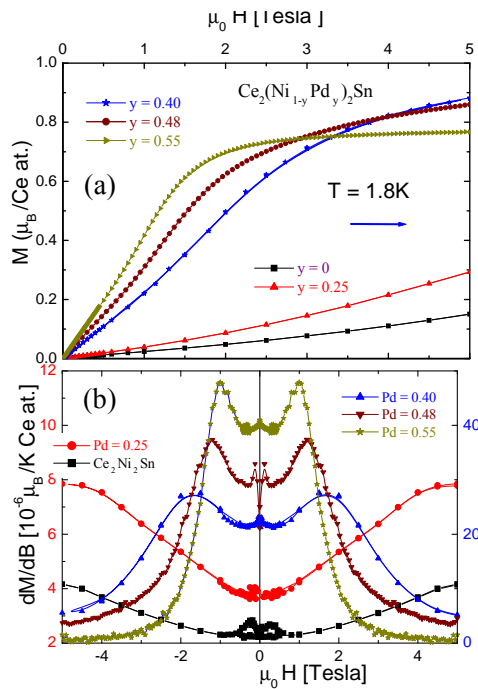 μ0 H [Tesla]
0 1 2 3 4 5
1.0
0.8
0.6
0.4
0.2
0.0
M (μB/Ce at.)
y = 0.40
y = 0.48
y = 0.55
Ce2(Ni1-yPdy)2Sn
(a)
T = 1.8K
y = 0
y = 0.25
12
10
8
6
4
2
dM/dB [10-6μB/K Ce at.]
(b)
Pd = 0.25
Ce2Ni2Sn
Pd = 0.40
Pd = 0.48
Pd = 0.55
40
20
0
-4 -2 0 2 4
μ0 H [Tesla]